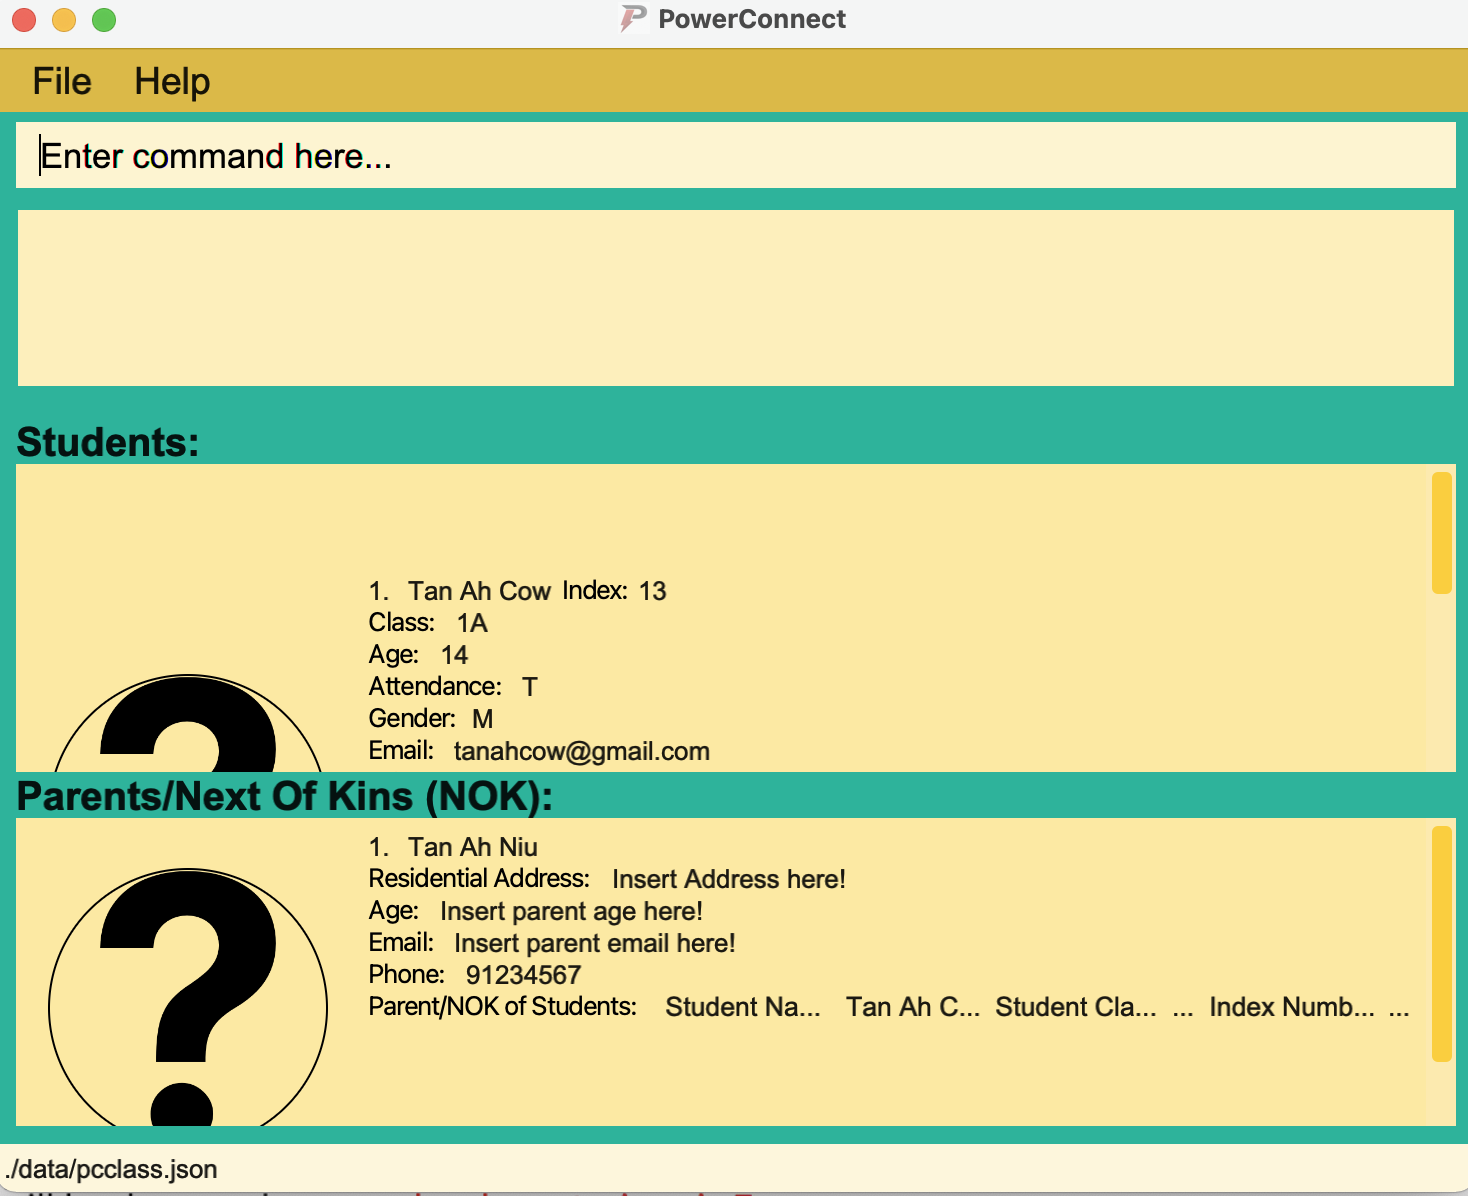 PowerConnect
File Help
Enter command here...
Students:
1. Tan Ah Cow Index: 13
Class: 1A
Age: 14
Attendance: T
Gender: M
Email: tanahcow@gmail.com
Parents/Next Of Kins (NOK):
1. Tan Ah Niu
Residential Address: Insert Address here!
Age: Insert parent age here!
Email: Insert parent email here!
Phone: 91234567
Parent/NOK of Students: Student Na... Tan Ah C... Student Cla... ... Index Numb... ...
./data/pcclass.json